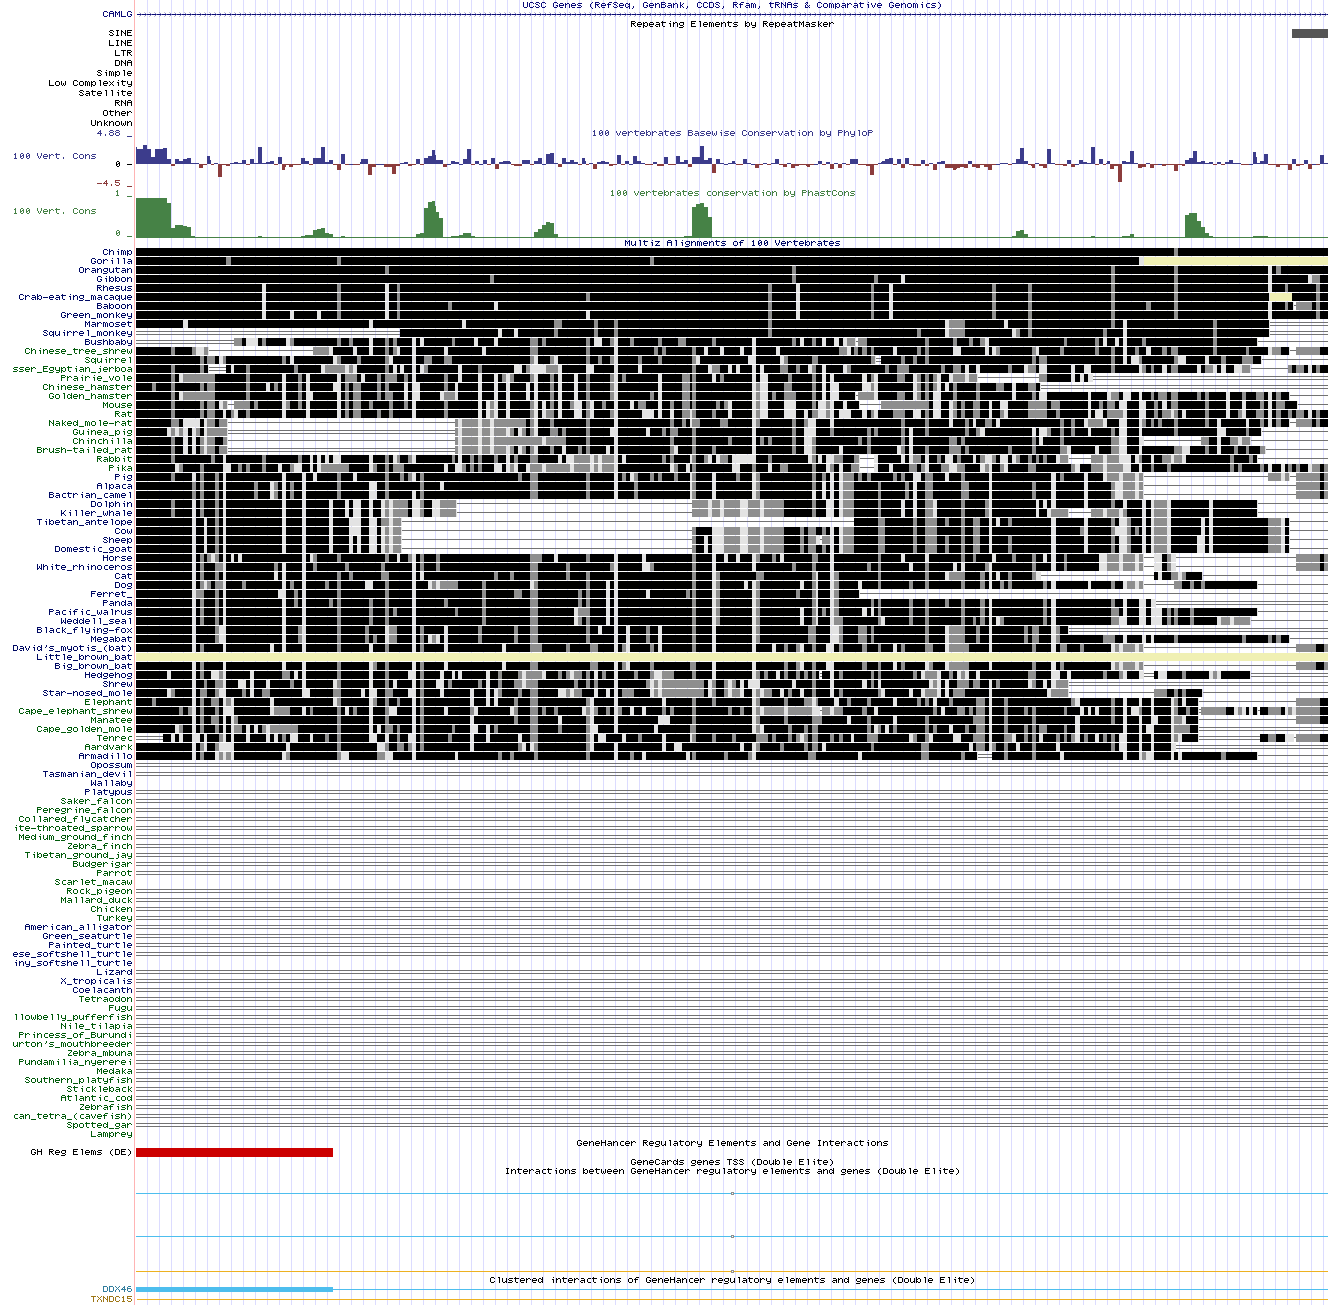 UCSC Genes (RefSeq, GenBank, CCDS, Rfam, tRNAs & Comparative Genomics)
CAMLG
Repeating Elements by RepeatMasker
SINE
LINE
LTR
DNA
Simple
Low Complexity
Satellite
RNA
Other
Unknown
4.88 _
100 vertebrates Basewise Conservation by PhyloP
100 Vert. Cons
0 _
-4.5 _
100 vertebrates conservation by PhastCons
1 _
100 Vert. Cons
0 _
Multiz Alignments of 100 Vertebrates
Chimp
Gorilla
Orangutan
Gibbon
Rhesus
Crab-eating_macaque
Baboon
Green_monkey
Marmoset
Squirrel_monkey
Bushbaby
Chinese_tree_shrew
Squirrel
sser_Egyptian_jerboa
Prairie_vole
Chinese_hamster
Golden_hamster
Mouse
Rat
Naked_mole-rat
Guinea_pig
Chinchilla
Brush-tailed_rat
Rabbit
Pika
Pig
Alpaca
Bactrian_camel
Dolphin
Killer_whale
Tibetan_antelope
Cow
Sheep
Domestic_goat
Horse
White_rhinoceros
Cat
Dog
Ferret_
Panda
Pacific_walrus
Weddell_seal
Black_flying-fox
Megabat
David's_myotis_(bat)
Little_brown_bat
Big_brown_bat
Hedgehog
Shrew
Star-nosed_mole
Elephant
Cape_elephant_shrew
Manatee
Cape_golden_mole
Tenrec
Aardvark
Armadillo
Opossum
Tasmanian_devil
Wallaby
Platypus
Saker_falcon
Peregrine_falcon
Collared_flycatcher
ite-throated_sparrow
Medium_ground_finch
Zebra_finch
Tibetan_ground_jay
Budgerigar
Parrot
Scarlet_macaw
Rock_pigeon
Mallard_duck
Chicken
Turkey
American_alligator
Green_seaturtle
Painted_turtle
ese_softshell_turtle
iny_softshell_turtle
Lizard
X_tropicalis
Coelacanth
Tetraodon
Fugu
llowbelly_pufferfish
Nile_tilapia
Princess_of_Burundi
urton's_mouthbreeder
Zebra_mbuna
Pundamilia_nyererei
Medaka
Southern_platyfish
Stickleback
Atlantic_cod
Zebrafish
can_tetra_(cavefish)
Spotted_gar
Lamprey
GeneHancer Regulatory Elements and Gene Interactions
GH Reg Elems (DE)
GeneCards genes TSS (Double Elite)
Interactions between GeneHancer regulatory elements and genes (Double Elite)
Clustered interactions of GeneHancer regulatory elements and genes (Double Elite)
DDX46
TXNDC15